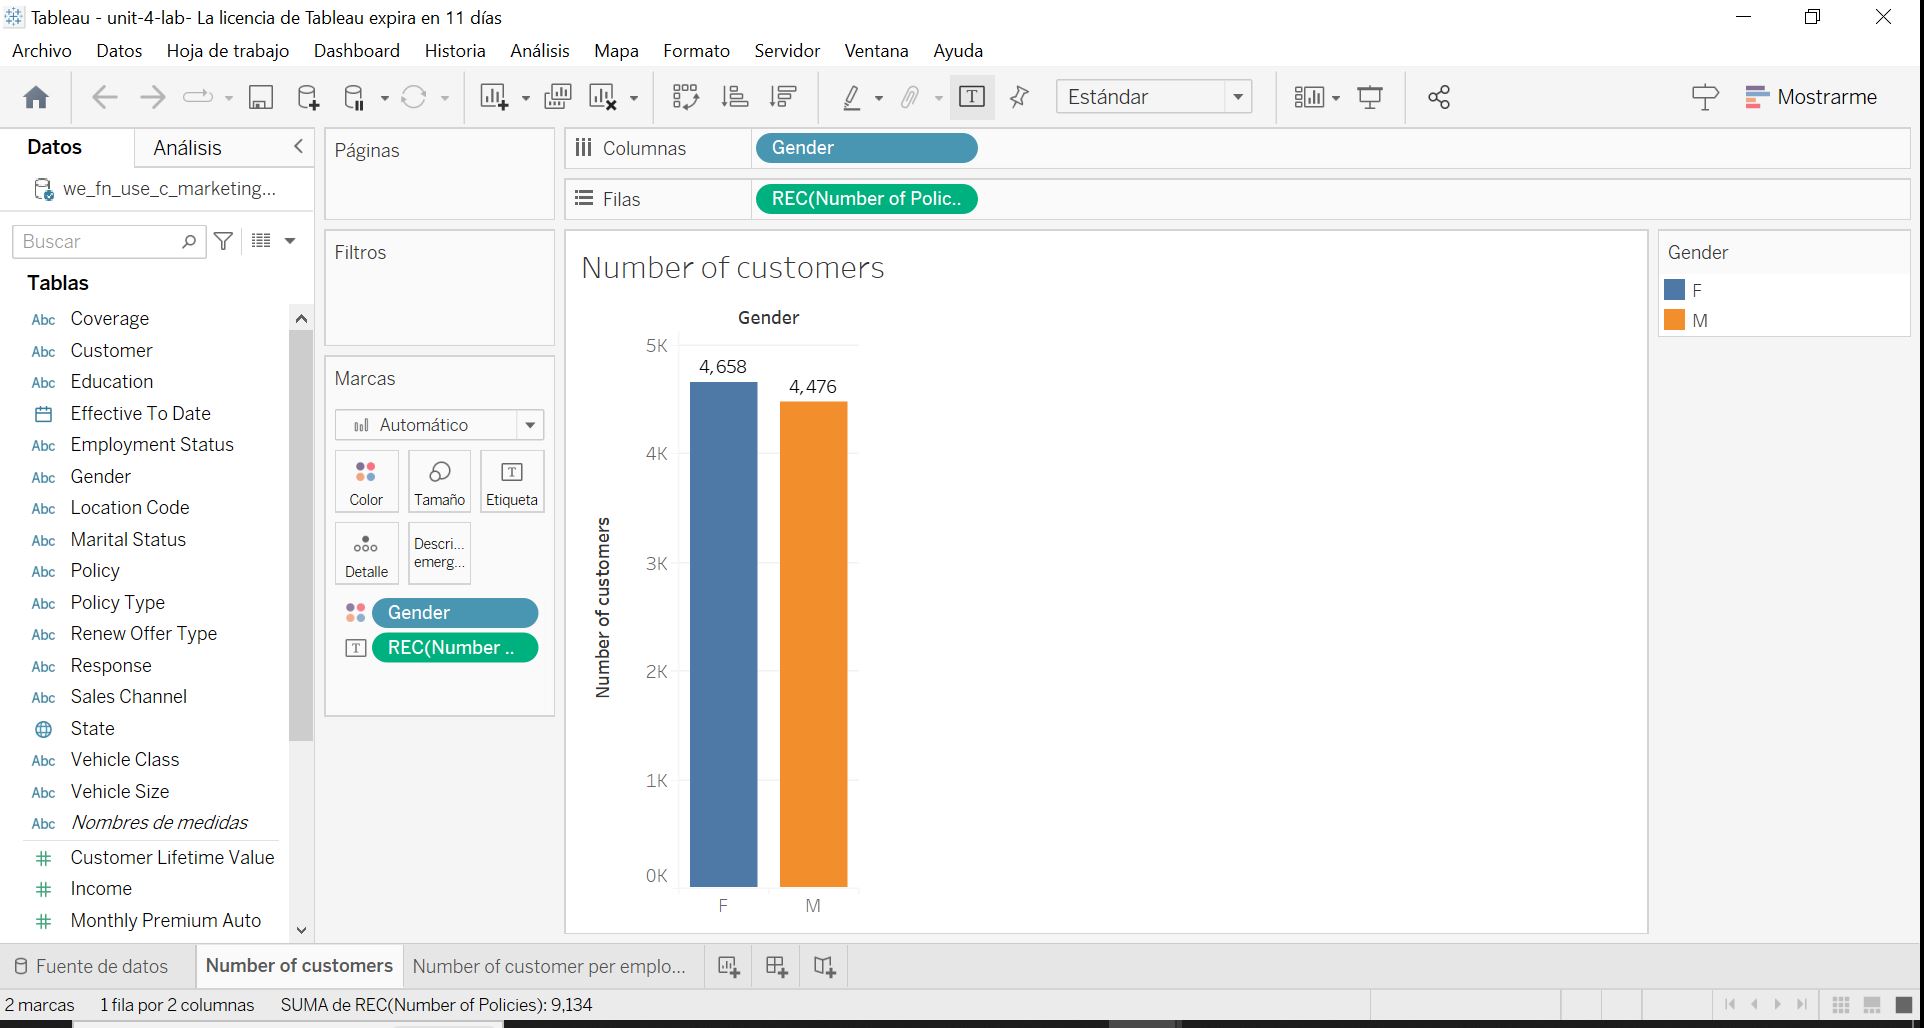 Tableau - unit-4-lab- La licencia de Tableau expira en 11 días
Archivo Datos Hoja de trabajo Dashboard Historia Análisis Mapa Formato Servidor Ventana Ayuda
Estándar
Mostrarme
Datos Análisis
we_fn_use_c_marketing...
Buscar
Tablas
Abc Coverage
Abc Customer
Abc Education
Effective To Date
Abc Employment Status
Abc Gender
Abc Location Code
Abc Marital Status
Abc Policy
Abc Policy Type
Abc Renew Offer Type
Abc Response
Abc Sales Channel
State
Abc Vehicle Class
Abc Vehicle Size
Abc Nombres de medidas
# Customer Lifetime Value
# Income
# Monthly Premium Auto
Páginas
Filtros
Marcas
Automático
Color
Tamaño
T
Etiqueta
Detalle
Descri...
emerg...
Gender
T REC(Number ..
Columnas Gender
Filas REC(Number of Polic..
Number of customers
Gender
5K
4K
3K
2K
1K
0K
Number of customers
4,658
4,476
F M
Gender
F
M
Fuente de datos Number of customers Number of customer per emplo...
2 marcas 1 fila por 2 columnas SUMA de REC(Number of Policies): 9,134